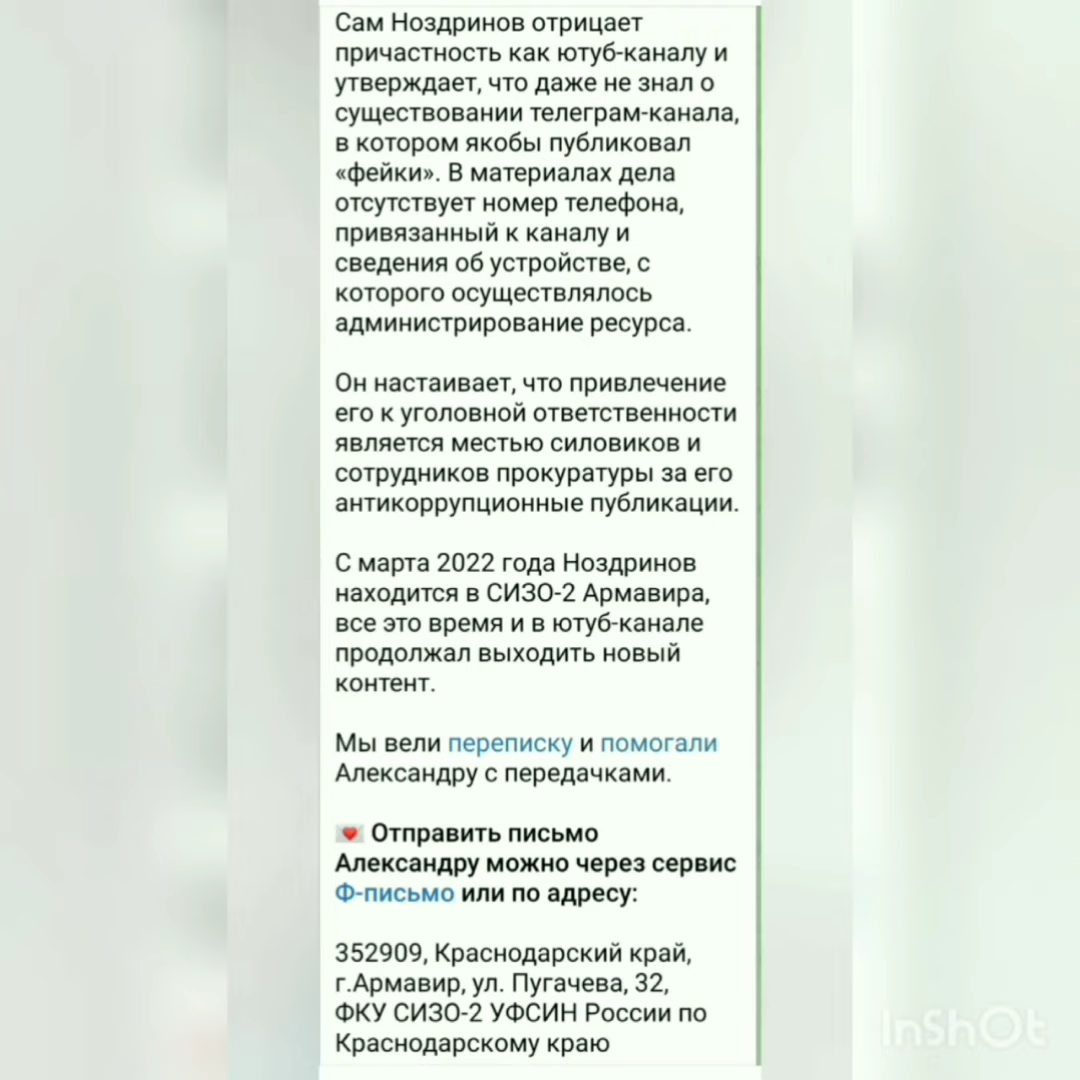 Сам Ноздринов отрицает
причастность как ютуб-каналу и
утверждает, что даже не знал о
существовании телеграм-канала,
в котором якобы публиковал
«фейки». В материалах дела
отсутствует номер телефона,
привязанный к каналу и
сведения об устройстве, с
которого осуществлялось
администрирование ресурса.
Он настаивает, что привлечение
его к уголовной ответственности
является местью силовиков и
сотрудников прокуратуры за его
антикоррупционные публикации.
С марта 2022 года Ноздринов
находится в СИЗО-2 Армавира,
все это время и в ютуб-канале
продолжал выходить новый
контент.
Мы вели переписку и помогали
Александру с передачками.
💌 Отправить письмо
Александру можно через сервис
Ф-письмо или по адресу:
352909, Краснодарский край,
г.Армавир, ул. Пугачева, 32,
ФКУ СИЗО-2 УФСИН России по
Краснодарскому краю
InShOt